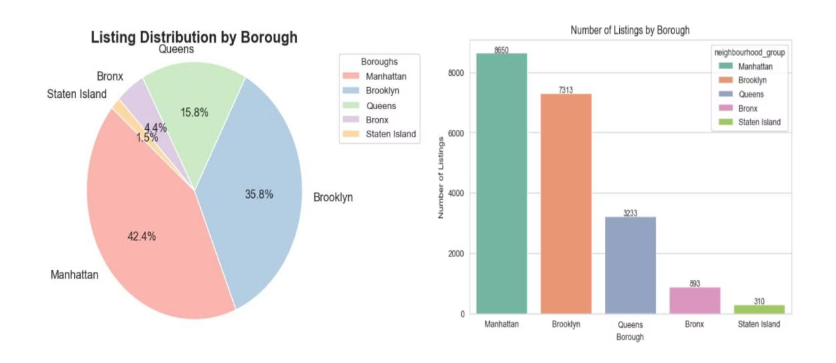 Listing Distribution by Borough
Queens
Bronx
Staten Island
15.8%
4.4%
1.5%
35.8%
Brooklyn
42.4%
Manhattan
Boroughs
Manhattan
Brooklyn
Queens
Bronx
Staten Island
Number of Listings by Borough
neighbourhood_group
Manhattan
Brooklyn
Queens
Bronx
Staten Island
Number of Listings
8000
6000
4000
2000
0
8650
7313
3233
893
310
Manhattan Brooklyn Queens Bronx Staten Island
Borough